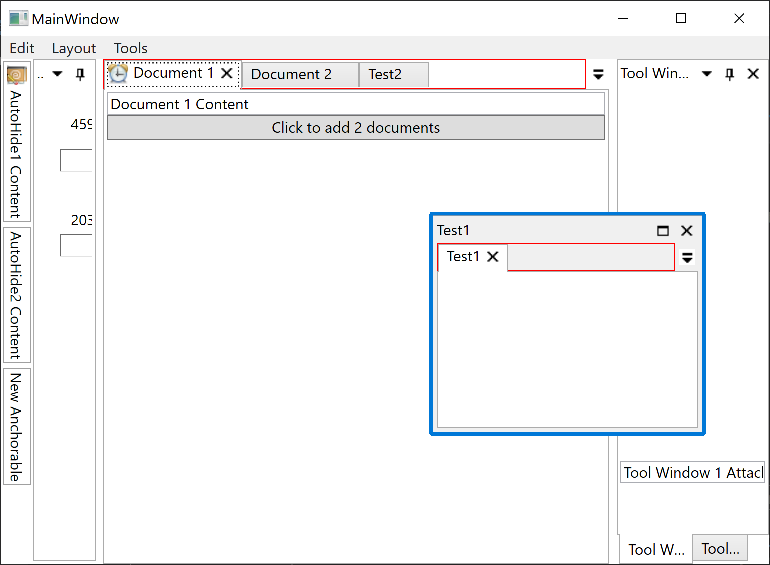 MainWindow
Edit Layout Tools
..
AutoHide1 Content
AutoHide2 Content
New Anchorable
459
203
Document 1 Document 2 Test2
Document 1 Content
Click to add 2 documents
Test1
Test1
Tool Win...
Tool Window 1 Attach
Tool W... Tool...